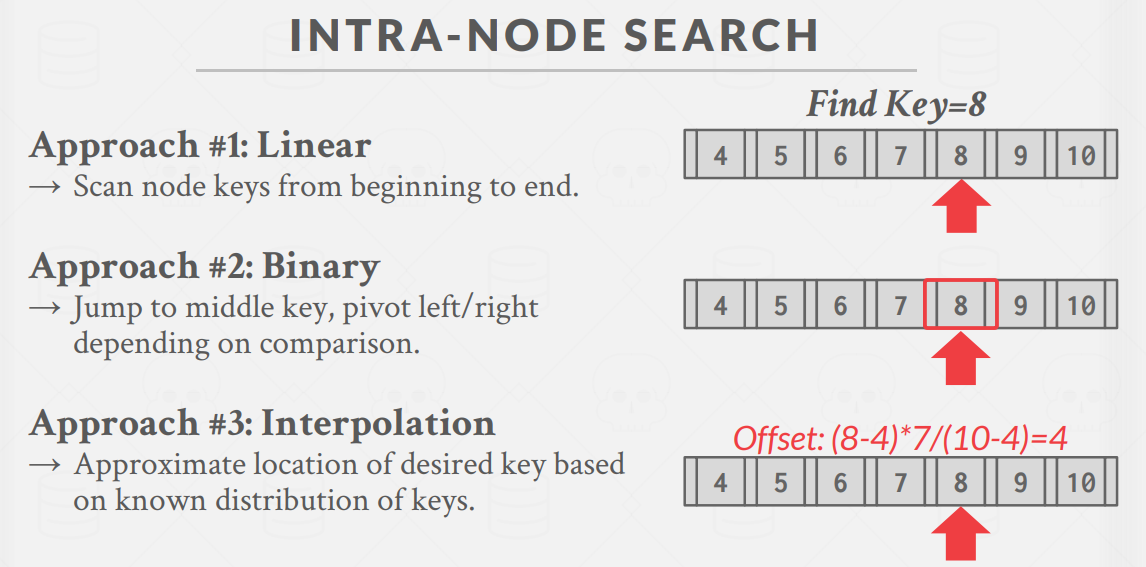 INTRA-NODE SEARCH
Find Key=8
Approach #1: Linear
→ Scan node keys from beginning to end.
4 5 6 7 8 9 10
Approach #2: Binary
→ Jump to middle key, pivot left/right
depending on comparison.
4 5 6 7 8 9 10
Approach #3: Interpolation
→ Approximate location of desired key based
on known distribution of keys.
Offset: (8-4)*7/(10-4)=4
4 5 6 7 8 9 10